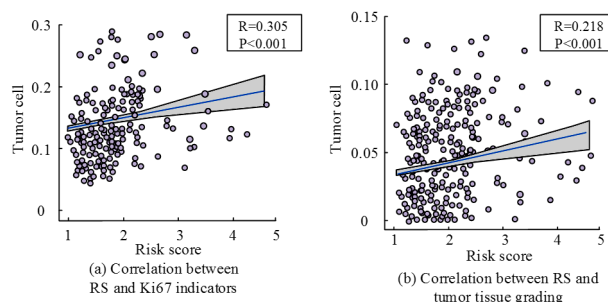 R=0.305
P<0.001
0.3
0.2
0.1
0
Tumor cell
1 2 3 4 5
Risk score
(a) Correlation between
RS and Ki67 indicators
R=0.218
P<0.001
0.15
0.10
0.05
0.00
Tumor cell
1 2 3 4 5
Risk score
(b) Correlation between RS and
tumor tissue grading